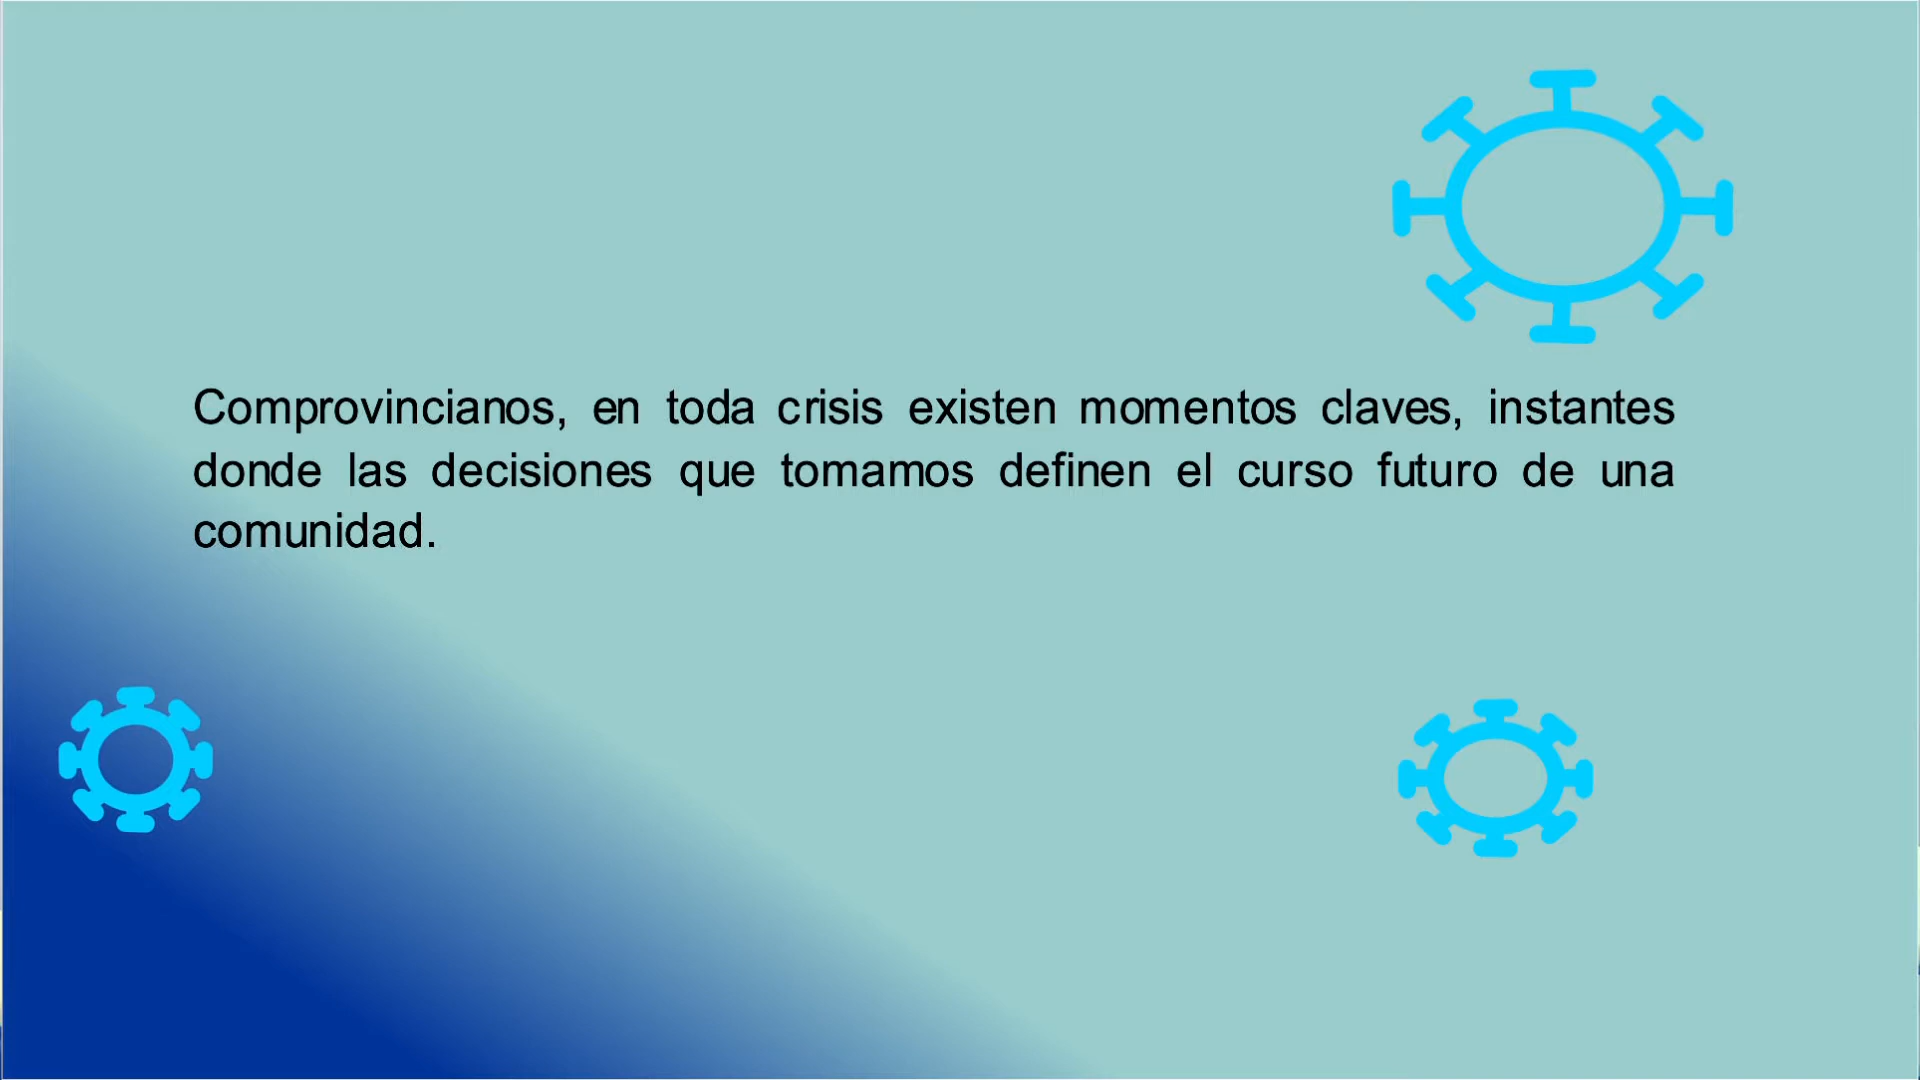 Comprovincianos, en toda crisis existen momentos claves, instantes
donde las decisiones que tomamos definen el curso futuro de una
comunidad.